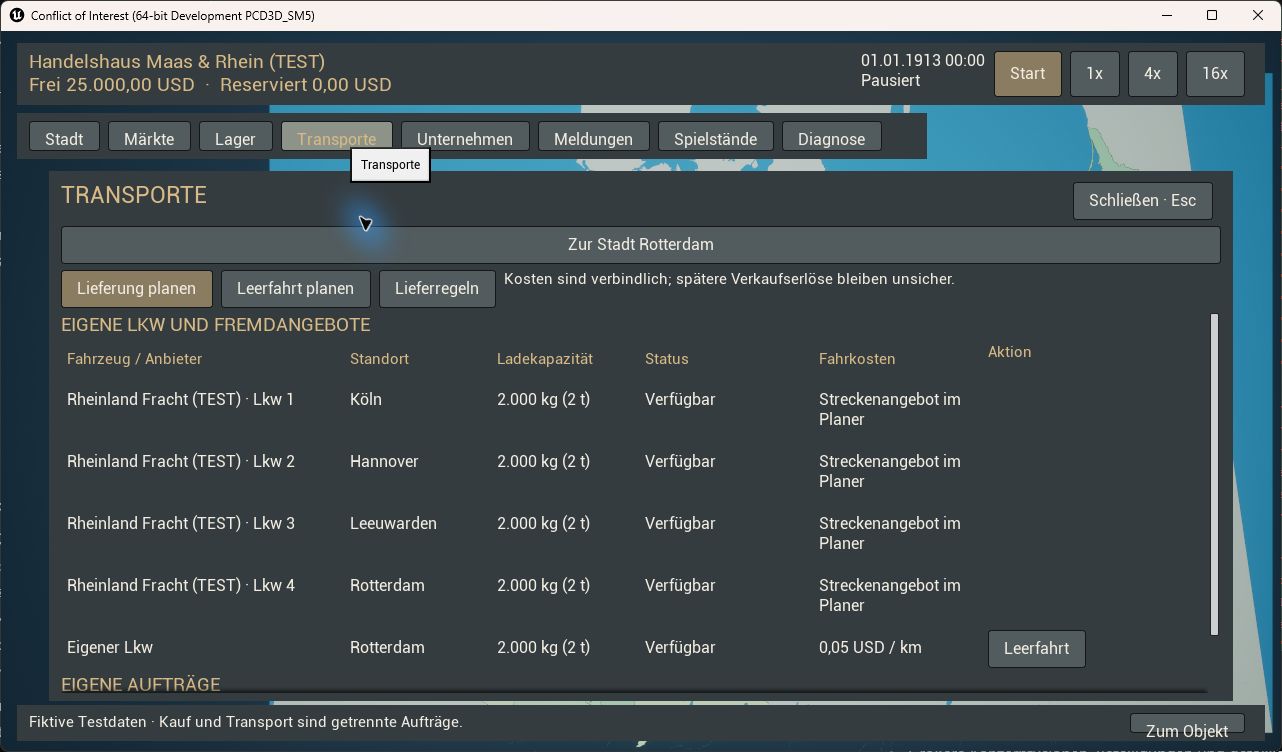 Conflict of Interest (64-bit Development PCD3D_SM5)
Handelshaus Maas & Rhein (TEST)
Frei 25.000,00 USD · Reserviert 0,00 USD
01.01.1913 00:00
Pausiert
Start
1x
4x
16x
Stadt
Märkte
Lager
Transporte
Unternehmen
Meldungen
Spielstände
Diagnose
Transporte
TRANSPORTE
Schließen · Esc
Zur Stadt Rotterdam
Lieferung planen
Leerfahrt planen
Lieferregeln
Kosten sind verbindlich; spätere Verkaufserlöse bleiben unsicher.
EIGENE LKW UND FREMDANGEBOTE
Fahrzeug / Anbieter Standort Ladekapazität Status Fahrkosten Aktion
Rheinland Fracht (TEST) · Lkw 1 Köln 2.000 kg (2 t) Verfügbar Streckenangebot im
Planer
Rheinland Fracht (TEST) · Lkw 2 Hannover 2.000 kg (2 t) Verfügbar Streckenangebot im
Planer
Rheinland Fracht (TEST) · Lkw 3 Leeuwarden 2.000 kg (2 t) Verfügbar Streckenangebot im
Planer
Rheinland Fracht (TEST) · Lkw 4 Rotterdam 2.000 kg (2 t) Verfügbar Streckenangebot im
Planer
Eigener Lkw Rotterdam 2.000 kg (2 t) Verfügbar 0,05 USD / km Leerfahrt
EIGENE AUFTRÄGE
Fiktive Testdaten · Kauf und Transport sind getrennte Aufträge.
Zum Objekt